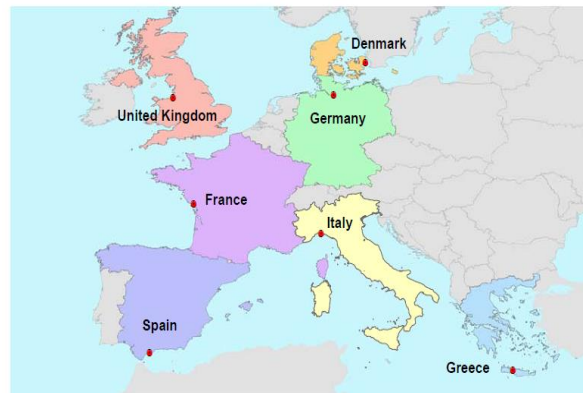 Denmark
United Kingdom
Germany
France
Italy
Spain
Greece